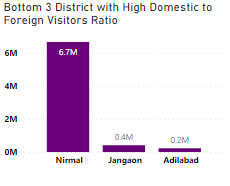 Bottom 3 District with High Domestic to
Foreign Visitors Ratio
6M
6.7M
4M
2M
0.4M
0.2M
0M
Nirmal Jangaon Adilabad